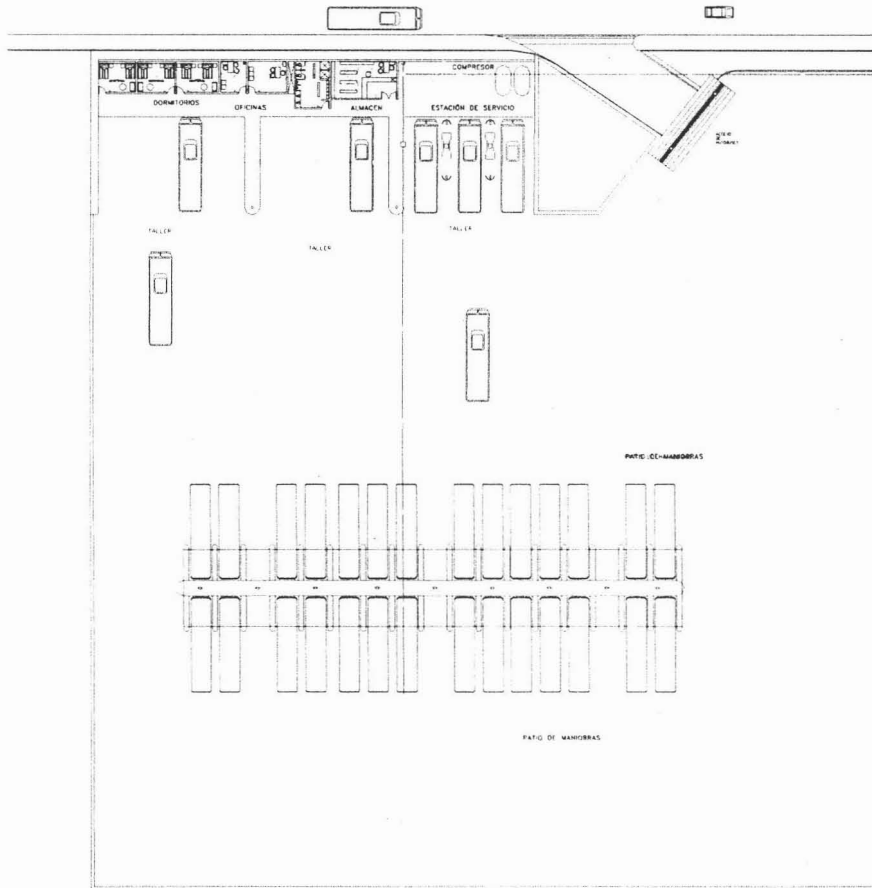 COMPRESOR
DORMITORIOS
OFICINAS
ALMACEN
ESTACIÓN DE SERVICIO
TALLER
TALLER
TALLER
PATIO DE MANIOBRAS
PATIO DE MANIOBRAS